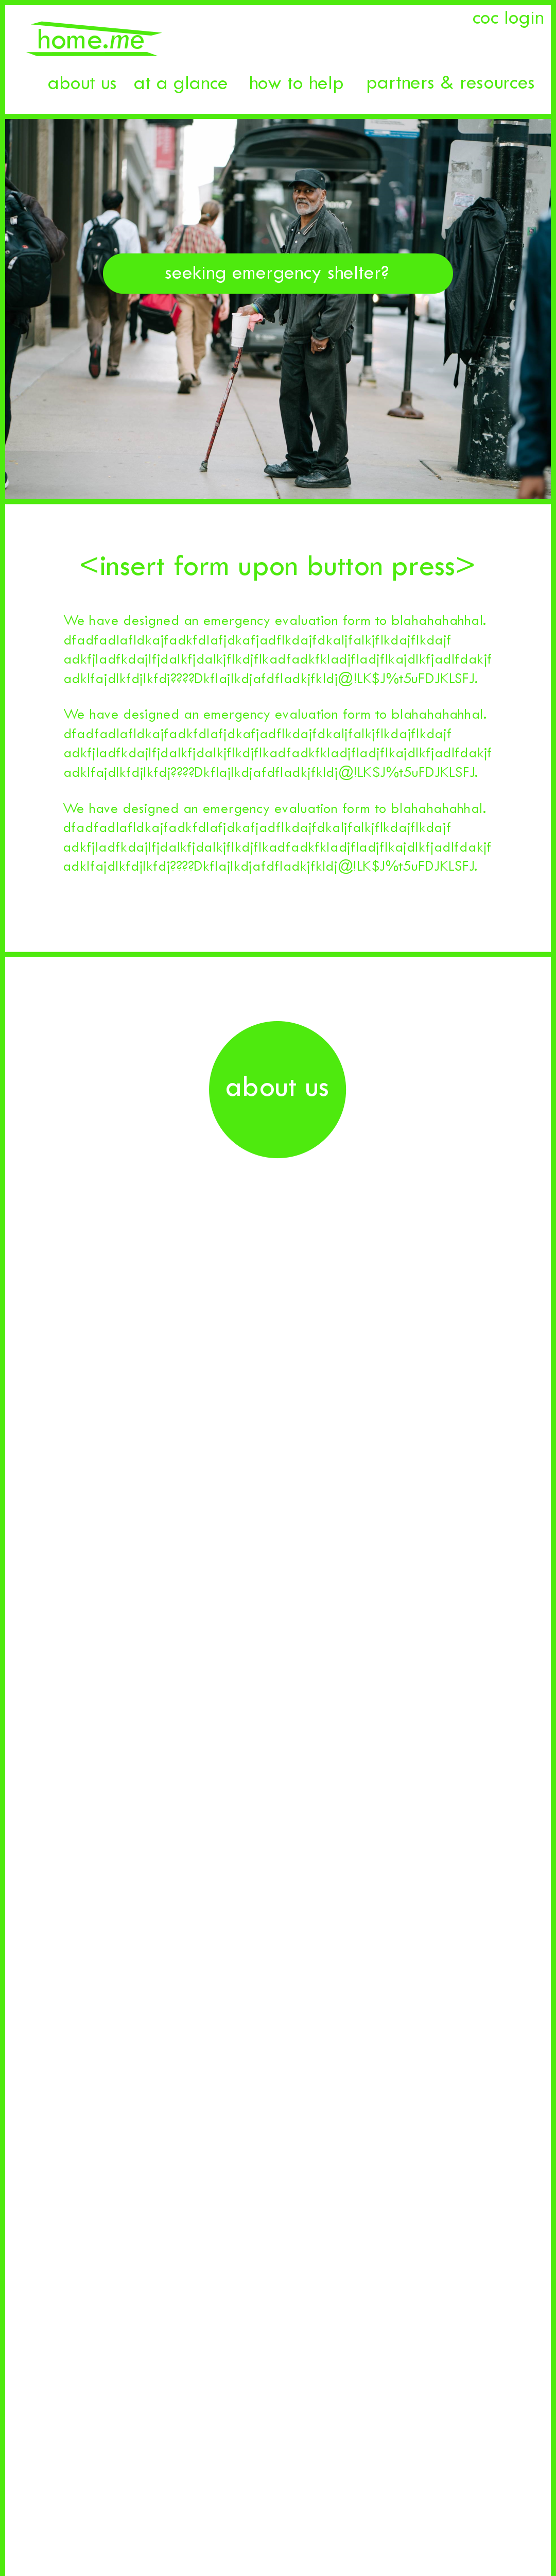 coc login
home.me
about us at a glance how to help partners & resources
seeking emergency shelter?
<insert form upon button press>
We have designed an emergency evaluation form to blahahahahhal.
dfadfadlafldkajfadkfdlafjdkafjadflkdajfdkaljfalkjflkdajflkdajf
adkfjladfkdajlfjdalkfjdalkjflkdjflkadfadkfkladjfladjflkajdlkfjadlfdakjf
adklfajdlkfdjlkfdj????Dkflajlkdjafdfladkjfkldj@!LK$J%t5uFDJKLSFJ.
We have designed an emergency evaluation form to blahahahahhal.
dfadfadlafldkajfadkfdlafjdkafjadflkdajfdkaljfalkjflkdajflkdajf
adkfjladfkdajlfjdalkfjdalkjflkdjflkadfadkfkladjfladjflkajdlkfjadlfdakjf
adklfajdlkfdjlkfdj????Dkflajlkdjafdfladkjfkldj@!LK$J%t5uFDJKLSFJ.
We have designed an emergency evaluation form to blahahahahhal.
dfadfadlafldkajfadkfdlafjdkafjadflkdajfdkaljfalkjflkdajflkdajf
adkfjladfkdajlfjdalkfjdalkjflkdjflkadfadkfkladjfladjflkajdlkfjadlfdakjf
adklfajdlkfdjlkfdj????Dkflajlkdjafdfladkjfkldj@!LK$J%t5uFDJKLSFJ.
about us